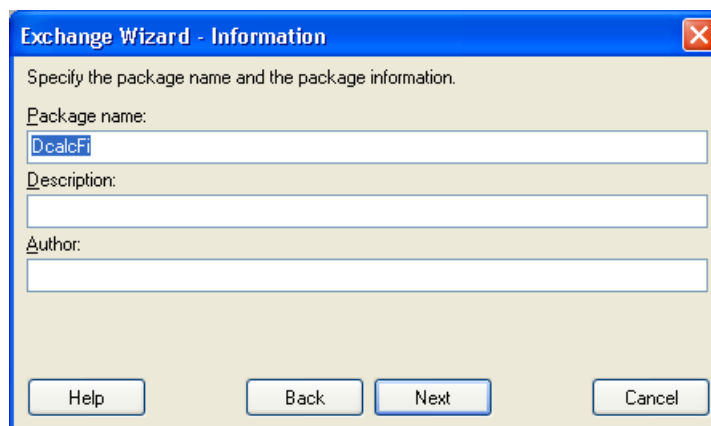 Exchange Wizard - Information
Specify the package name and the package information.
Package name:
DcalcFi
Description:
Author:
Help Back Next Cancel